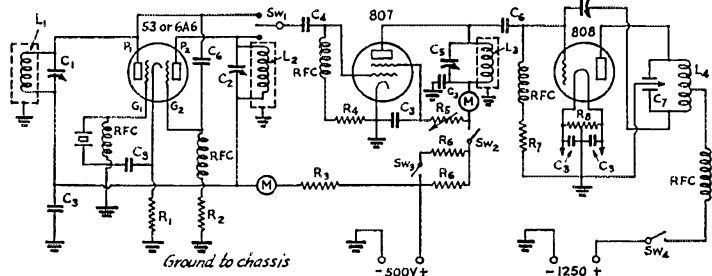 L₁
C₁
C₃
P₁
53 or 6A6
P₂
C₆
G₁
G₂
RFC
C₃
R₁
RFC
R₂
C₂
L₂
Sw₁
C₄
RFC
R₄
807
C₃
R₅
C₅
C₃
L₃
M
R₆
Sw₂
Sw₃
R₆
M
R₃
C₆
RFC
R₇
808
R₈
C₃
C₃
C₇
L₄
RFC
Sw₄
Ground to chassis
- 500V +
- 1250 +